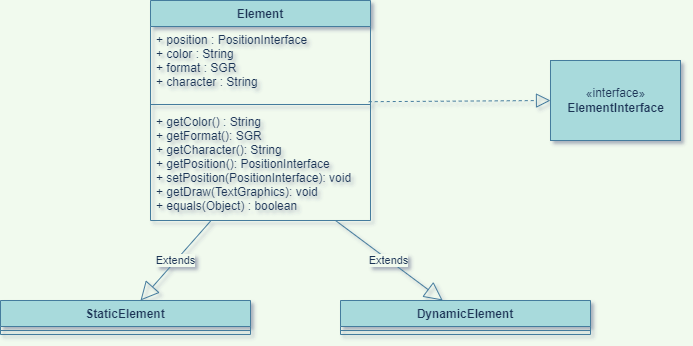 Element
+ position : PositionInterface
+ color : String
+ format : SGR
+ character : String
+ getColor() : String
+ getFormat(): SGR
+ getCharacter(): String
+ getPosition(): PositionInterface
+ setPosition(PositionInterface): void
+ getDraw(TextGraphics): void
+ equals(Object) : boolean
«interface»
ElementInterface
Extends
Extends
StaticElement
DynamicElement